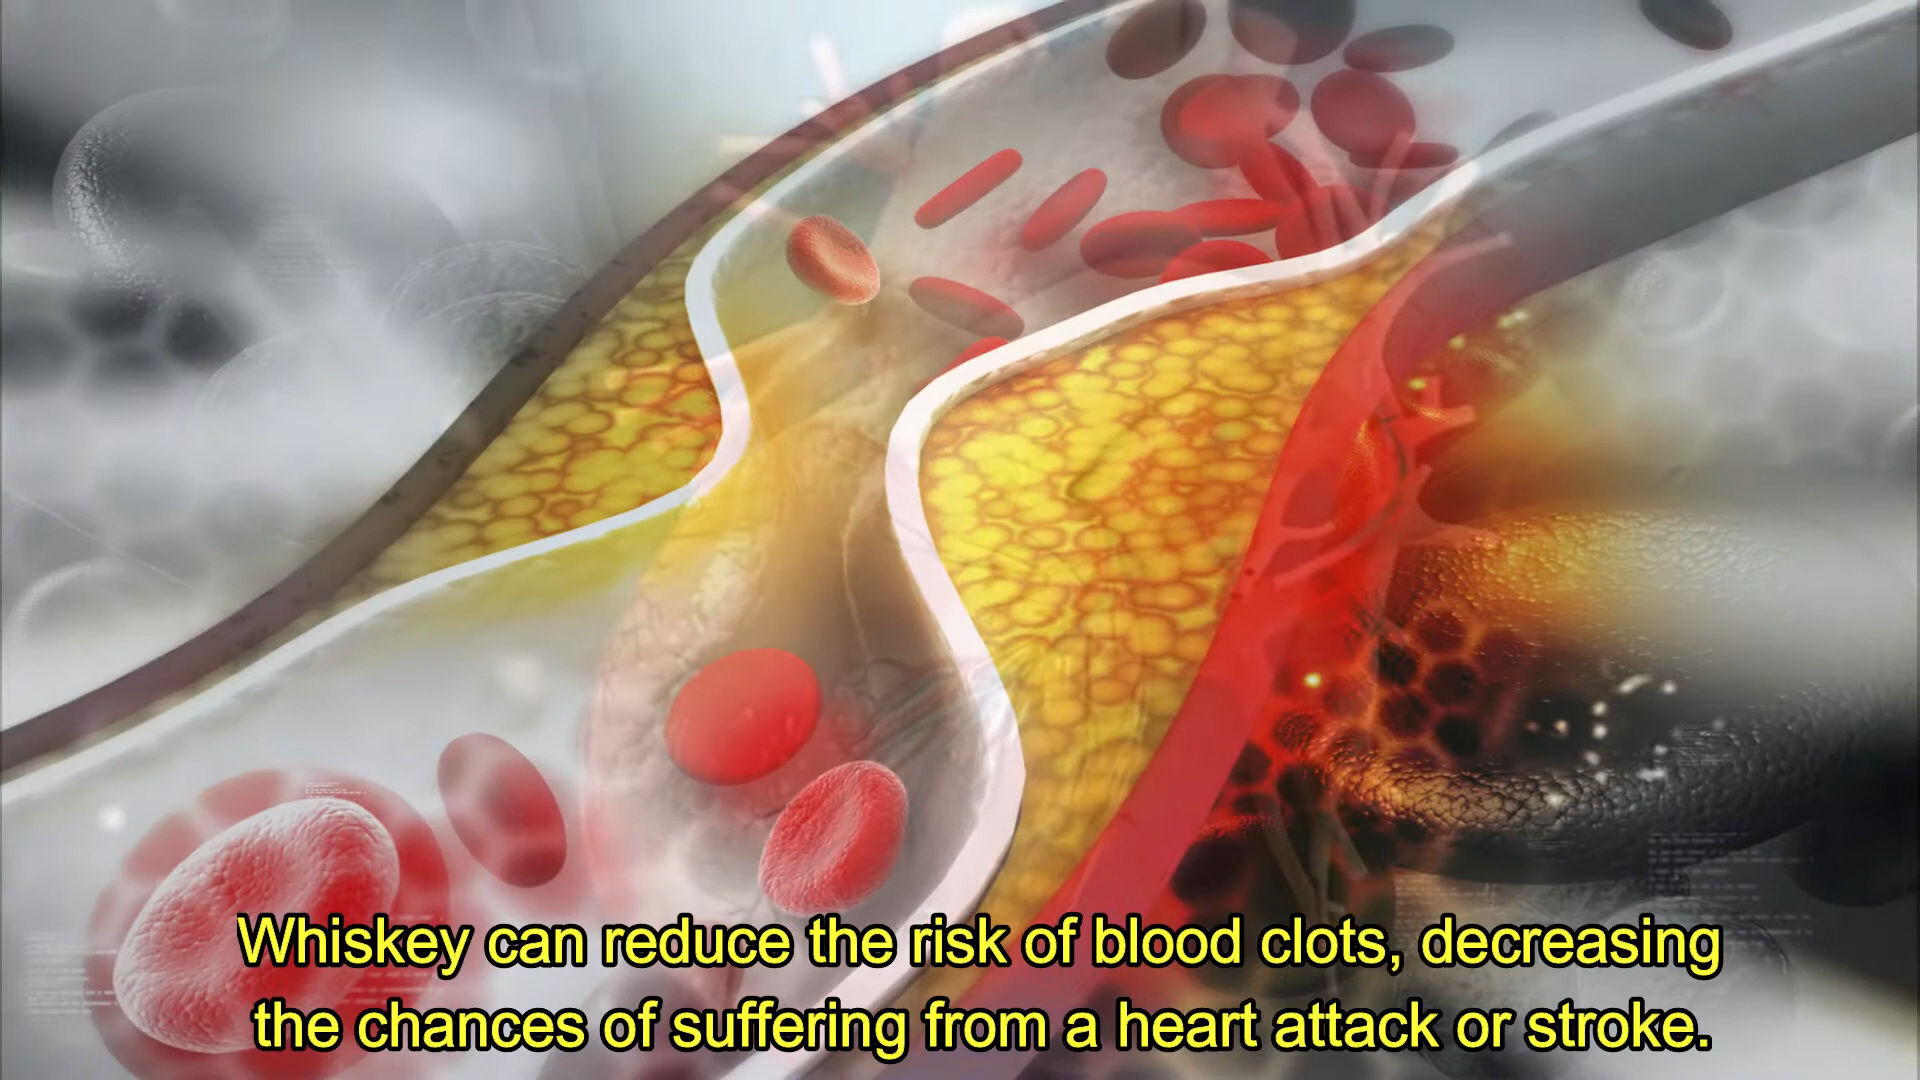 Whiskey can reduce the risk of blood clots, decreasing
the chances of suffering from a heart attack or stroke.